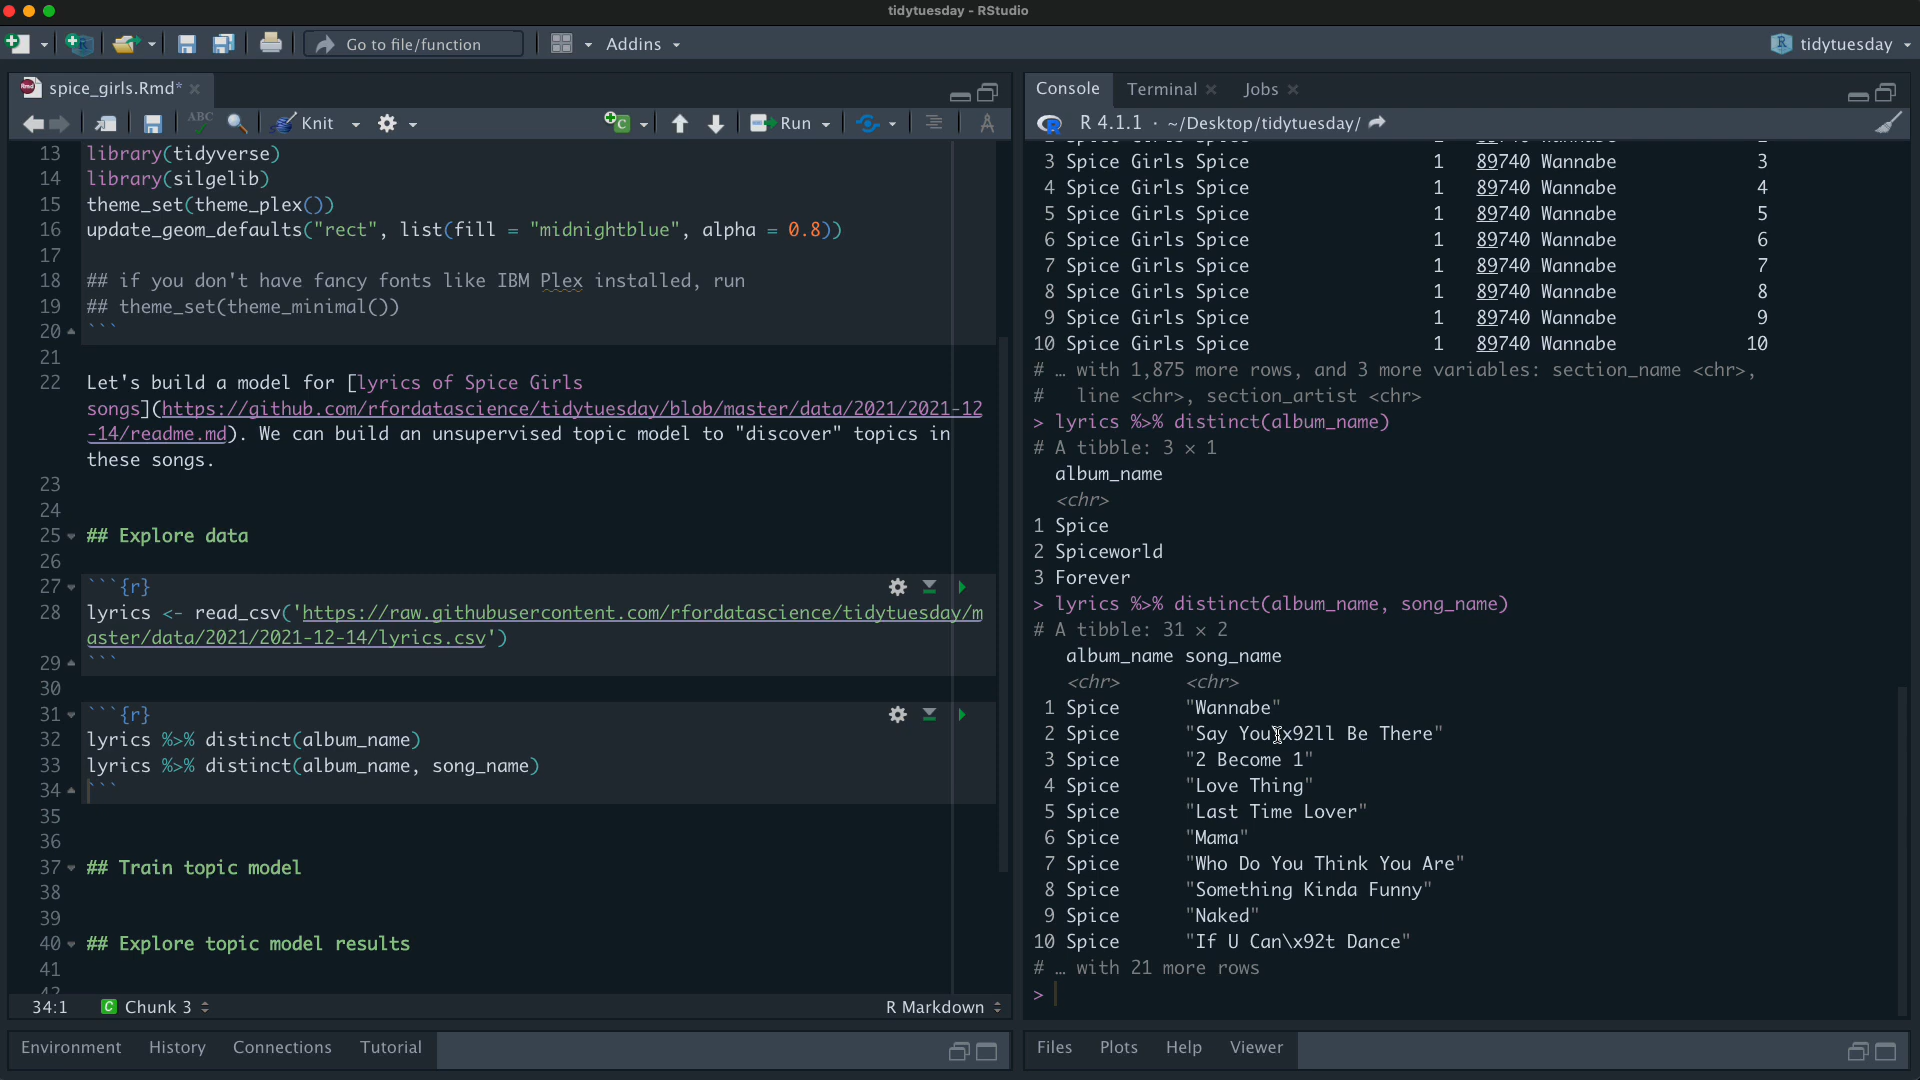 tidytuesday - RStudio
Go to file/function
Addins
tidytuesday
spice_girls.Rmd*
ABC
Knit
Run
13 library(tidyverse)
14 library(silgelib)
15 theme_set(theme_plex())
16 update_geom_defaults("rect", list(fill = "midnightblue", alpha = 0.8))
17
18 ## if you don't have fancy fonts like IBM Plex installed, run
19 ## theme_set(theme_minimal())
20 ```
21
22 Let's build a model for [lyrics of Spice Girls
songs](https://github.com/rfordatascience/tidytuesday/blob/master/data/2021/2021-12
-14/readme.md). We can build an unsupervised topic model to "discover" topics in
these songs.
23
24
25 ## Explore data
26
27 ```{r}
28 lyrics <- read_csv('https://raw.githubusercontent.com/rfordatascience/tidytuesday/m
aster/data/2021/2021-12-14/lyrics.csv')
29 ```
30
31 ```{r}
32 lyrics %>% distinct(album_name)
33 lyrics %>% distinct(album_name, song_name)
34 ```
35
36
37 ## Train topic model
38
39
40 ## Explore topic model results
41
34:1 Chunk 3 R Markdown
Environment History Connections Tutorial
Console Terminal Jobs
R 4.1.1 · ~/Desktop/tidytuesday/
3 Spice Girls Spice 1 89740 Wannabe 3
4 Spice Girls Spice 1 89740 Wannabe 4
5 Spice Girls Spice 1 89740 Wannabe 5
6 Spice Girls Spice 1 89740 Wannabe 6
7 Spice Girls Spice 1 89740 Wannabe 7
8 Spice Girls Spice 1 89740 Wannabe 8
9 Spice Girls Spice 1 89740 Wannabe 9
10 Spice Girls Spice 1 89740 Wannabe 10
# … with 1,875 more rows, and 3 more variables: section_name <chr>,
# line <chr>, section_artist <chr>
> lyrics %>% distinct(album_name)
# A tibble: 3 × 1
album_name
<chr>
1 Spice
2 Spiceworld
3 Forever
> lyrics %>% distinct(album_name, song_name)
# A tibble: 31 × 2
album_name song_name
<chr> <chr>
1 Spice "Wannabe"
2 Spice "Say You\x92ll Be There"
3 Spice "2 Become 1"
4 Spice "Love Thing"
5 Spice "Last Time Lover"
6 Spice "Mama"
7 Spice "Who Do You Think You Are"
8 Spice "Something Kinda Funny"
9 Spice "Naked"
10 Spice "If U Can\x92t Dance"
# … with 21 more rows
>
Files Plots Help Viewer